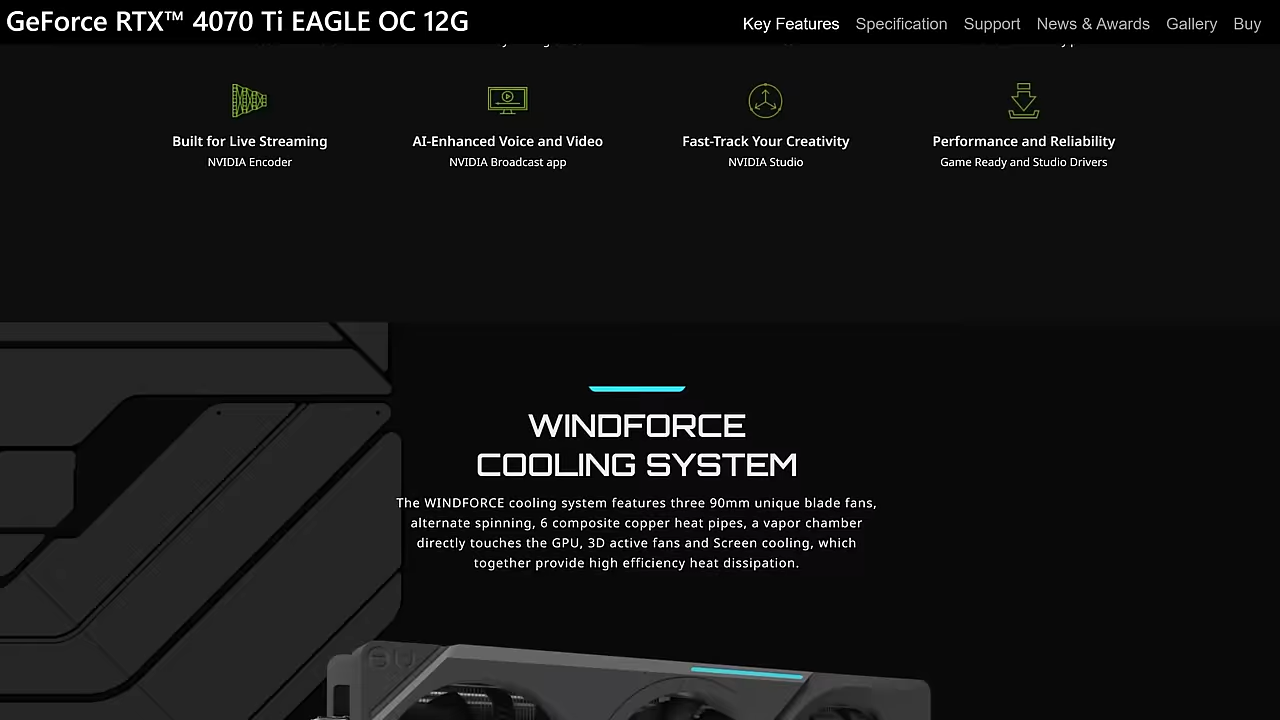 GeForce RTX™ 4070 Ti EAGLE OC 12G
Key Features Specification Support News & Awards Gallery Buy
Built for Live Streaming
NVIDIA Encoder
AI-Enhanced Voice and Video
NVIDIA Broadcast app
Fast-Track Your Creativity
NVIDIA Studio
Performance and Reliability
Game Ready and Studio Drivers
WINDFORCE
COOLING SYSTEM
The WINDFORCE cooling system features three 90mm unique blade fans,
alternate spinning, 6 composite copper heat pipes, a vapor chamber
directly touches the GPU, 3D active fans and Screen cooling, which
together provide high efficiency heat dissipation.